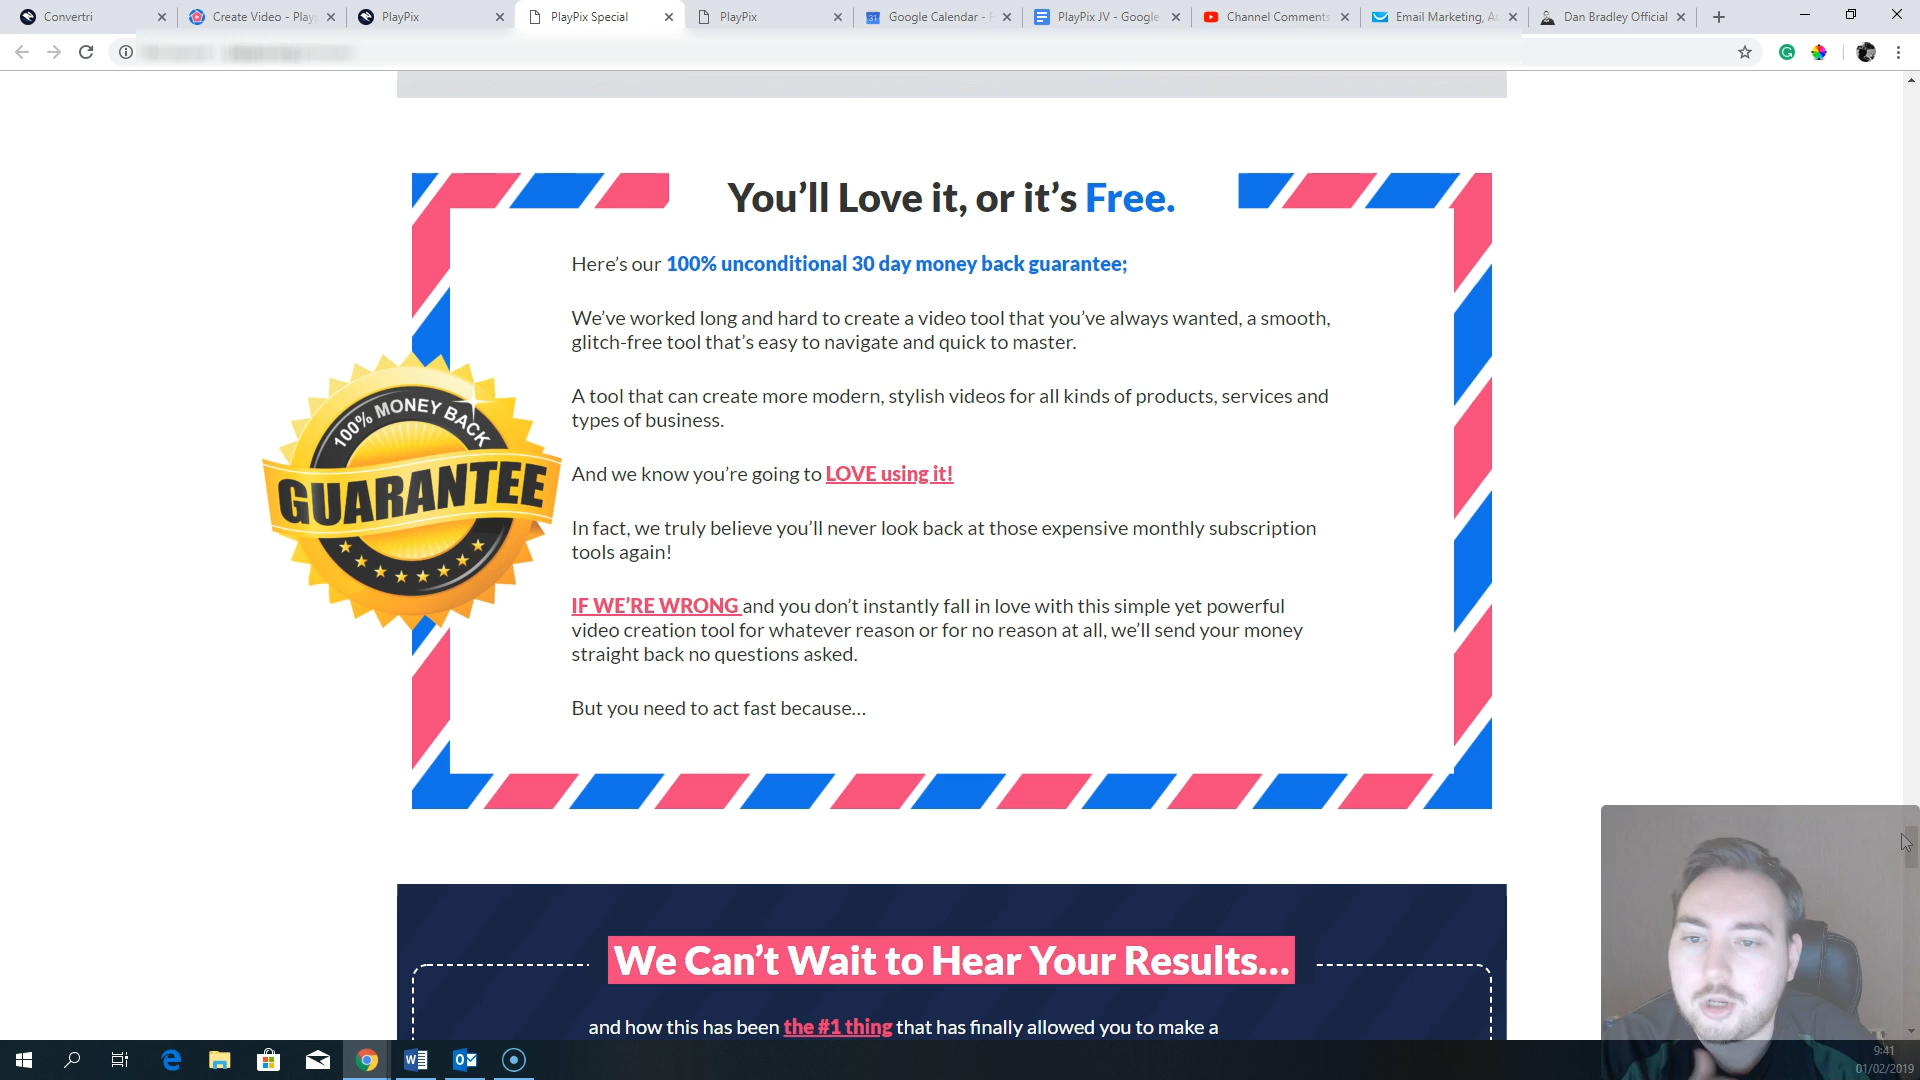 Convertri
Create Video - Playp
PlayPix
PlayPix Special
PlayPix
Google Calendar - F
PlayPix JV - Google
Channel Comments
Email Marketing, Au
Dan Bradley Official
You’ll Love it, or it’s Free.
Here’s our 100% unconditional 30 day money back guarantee;
We’ve worked long and hard to create a video tool that you’ve always wanted, a smooth,
glitch-free tool that’s easy to navigate and quick to master.
A tool that can create more modern, stylish videos for all kinds of products, services and
types of business.
100% MONEY BACK
GUARANTEE
And we know you’re going to LOVE using it!
In fact, we truly believe you’ll never look back at those expensive monthly subscription
tools again!
IF WE’RE WRONG and you don’t instantly fall in love with this simple yet powerful
video creation tool for whatever reason or for no reason at all, we’ll send your money
straight back no questions asked.
But you need to act fast because…
We Can’t Wait to Hear Your Results…
and how this has been the #1 thing that has finally allowed you to make a
9:41
01/02/2019